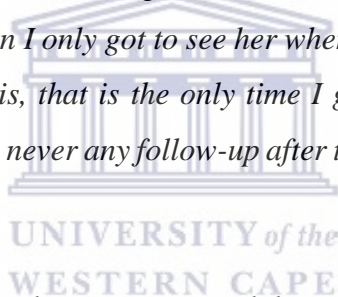 n I only got to see her wher
is, that is the only time I g
never any follow-up after t
UNIVERSITY of the
WESTERN CAPE